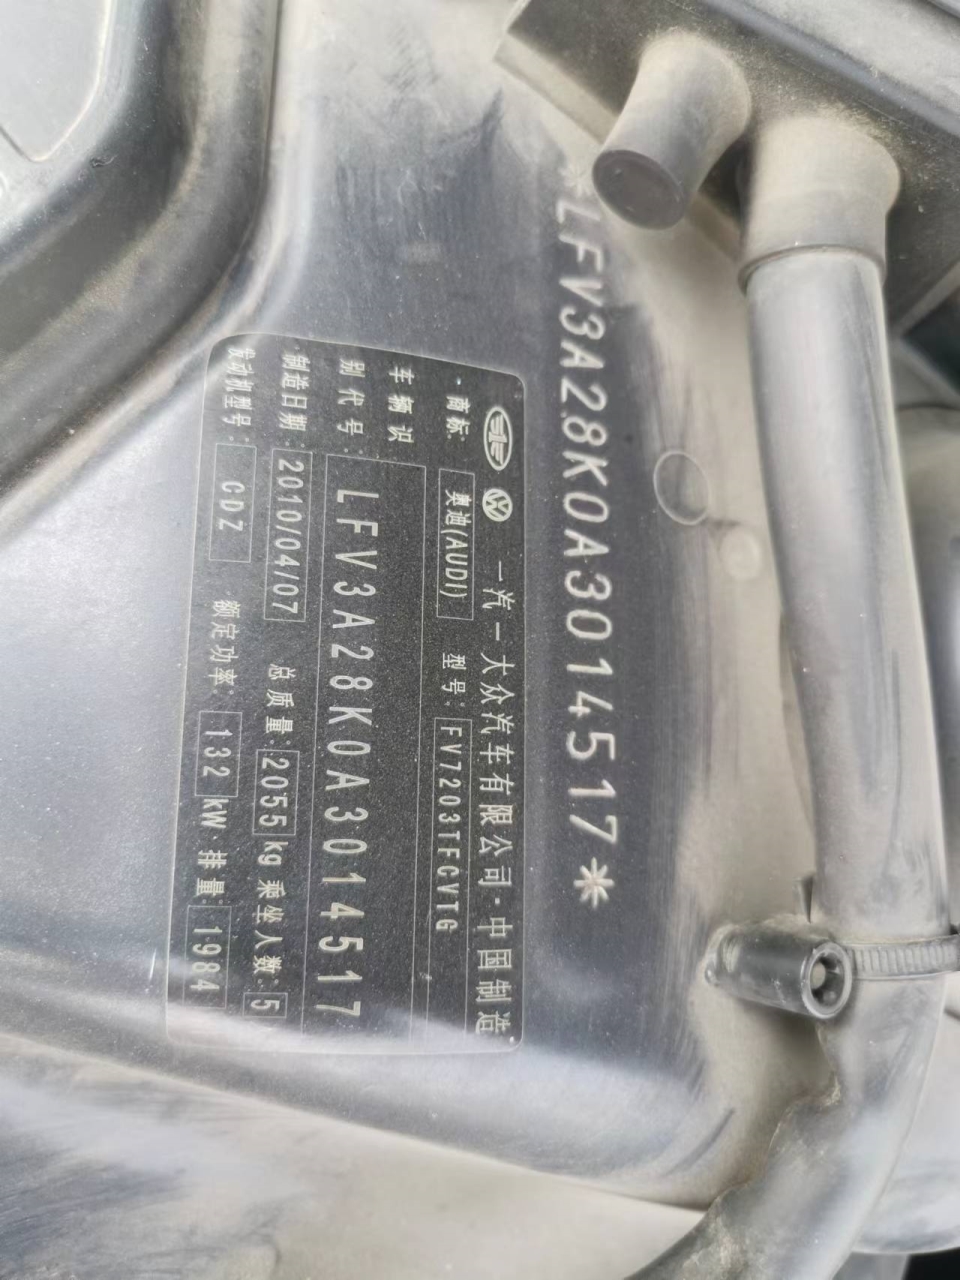 LFV3A28K0A3014517*
一汽一大众汽车有限公司·中国制造
商标: 奥迪(AUDI) 型号: FV7203TFCVTG
车辆识别代号: LFV3A28K0A3014517
制造日期: 2010/04/07 总质量: 2055 kg 乘坐人数: 5
发动机型号: CDZ 额定功率: 132 kW 排量: 1984